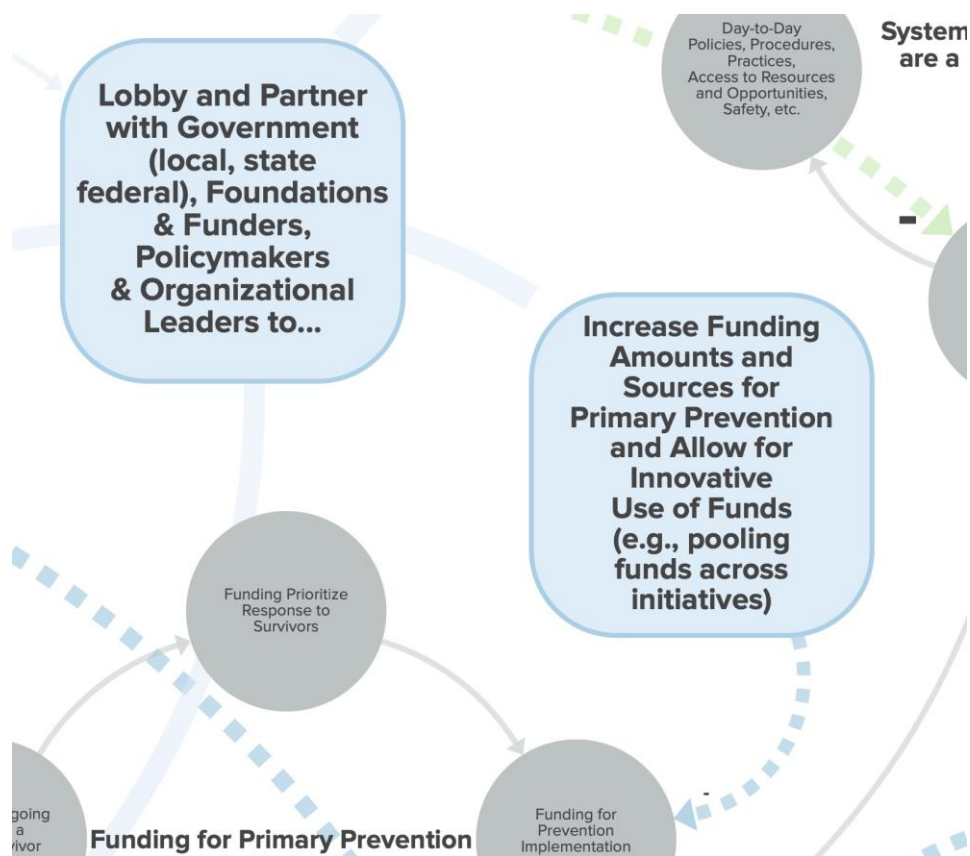 Day-to-Day
Policies, Procedures,
Practices,
Access to Resources
and Opportunities,
Safety, etc.
System
are a
-
Lobby and Partner
with Government
(local, state
federal), Foundations
& Funders,
Policymakers
& Organizational
Leaders to...
Increase Funding
Amounts and
Sources for
Primary Prevention
and Allow for
Innovative
Use of Funds
(e.g., pooling
funds across
initiatives)
Funding Prioritize
Response to
Survivors
-
going
a
vivor
Funding for Primary Prevention
Funding for
Prevention
Implementation